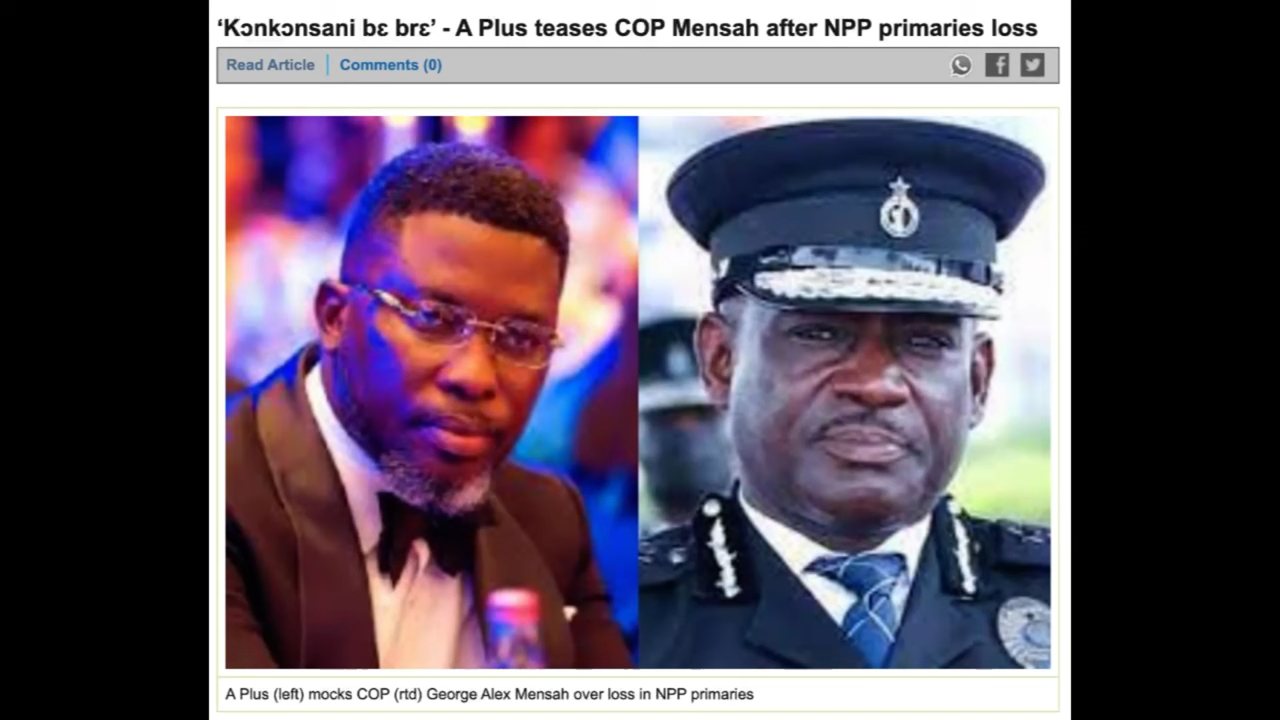 ‘Kɔnkɔnsani bɛ brɛ’ - A Plus teases COP Mensah after NPP primaries loss
Read Article
Comments (0)
A Plus (left) mocks COP (rtd) George Alex Mensah over loss in NPP primaries